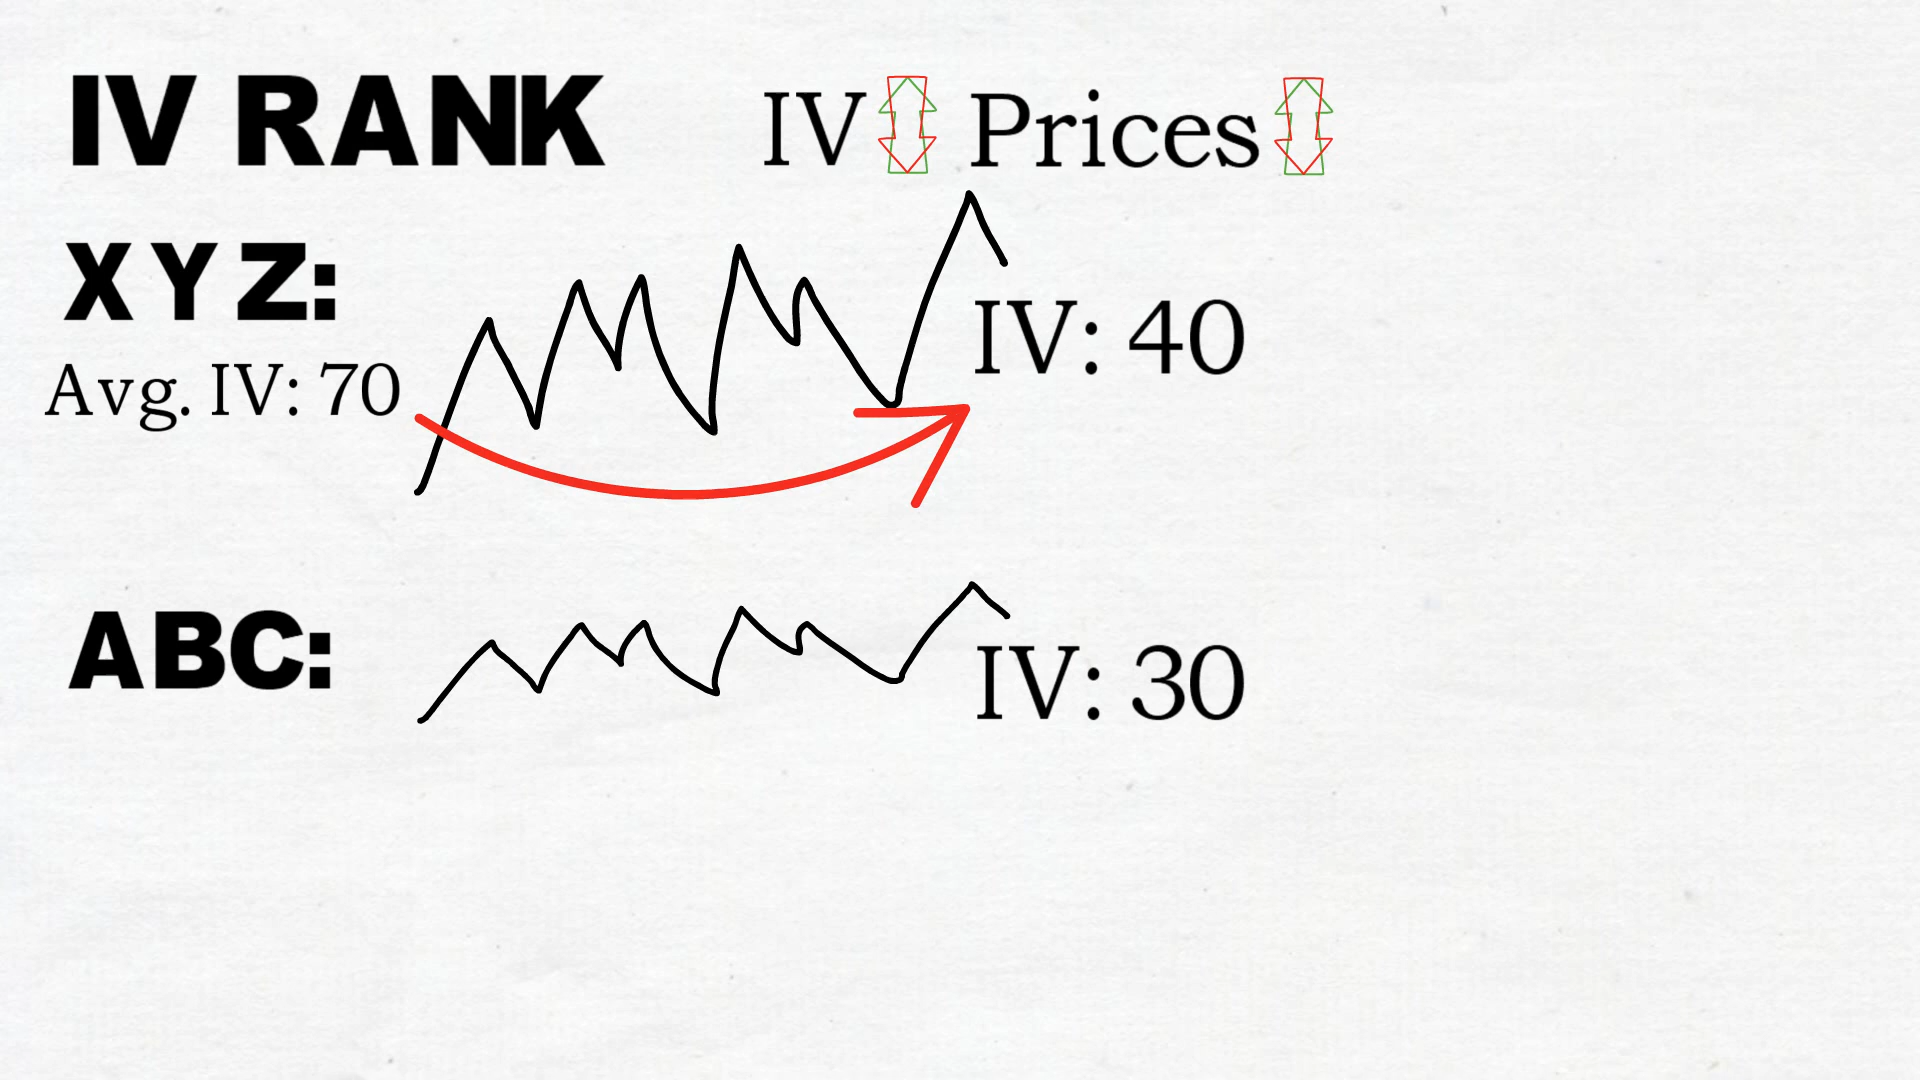 IV RANK
IV Prices
XYZ:
Avg. IV: 70
IV: 40
ABC:
IV: 30